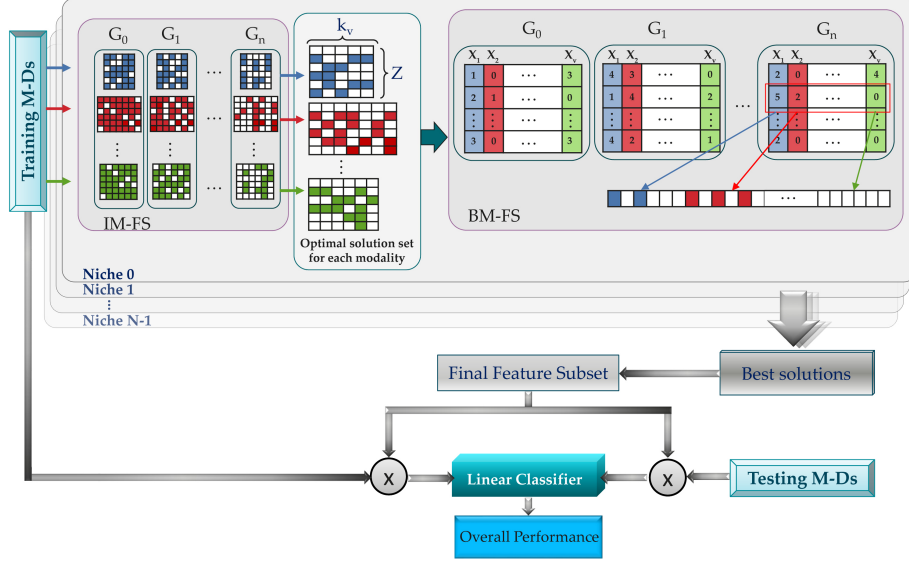 Training M-Ds
G0 G1 Gn
...
...
...
IM-FS
kv
Z
Optimal solution set
for each modality
G0 G1 Gn
X1 X2 Xv X1 X2 Xv X1 X2 Xv
1 0 ... 3 4 3 ... 0 2 0 ... 4
2 1 ... 2 1 4 ... 2 ... 5 2 ... 0
3 0 ... 3 4 2 ... 1 2 0 ... 0
...
BM-FS
Niche 0
Niche 1
Niche N-1
Final Feature Subset
Best solutions
X
Linear Classifier
X
Testing M-Ds
Overall Performance